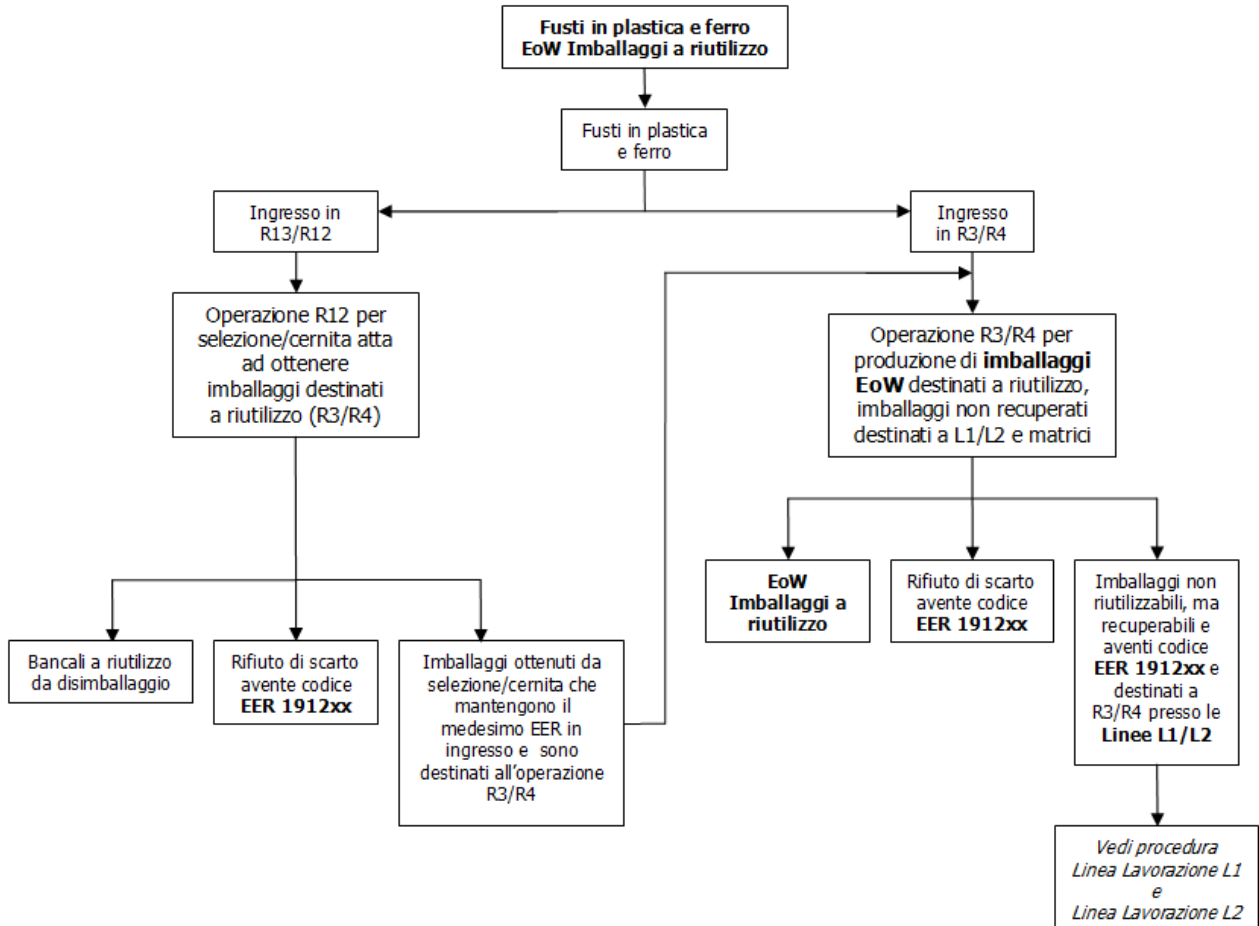 Fusti in plastica e ferro
EoW Imballaggi a riutilizzo
Fusti in plastica
e ferro
Ingresso in
R13/R12
Ingresso
in R3/R4
Operazione R12 per
selezione/cernita atta
ad ottenere
imballaggi destinati
a riutilizzo (R3/R4)
Operazione R3/R4 per
produzione di imballaggi
EoW destinati a riutilizzo,
imballaggi non recuperati
destinati a L1/L2 e matrici
Bancali a riutilizzo
da disimballaggio
Rifiuto di scarto
avente codice
EER 1912xx
Imballaggi ottenuti da
selezione/cernita che
mantengono il
medesimo EER in
ingresso e sono
destinati all'operazione
R3/R4
EoW
Imballaggi a
riutilizzo
Rifiuto di scarto
avente codice
EER 1912xx
Imballaggi non
riutilizzabili, ma
recuperabili e
aventi codice
EER 1912xx e
destinati a
R3/R4 presso le
Linee L1/L2
Vedi procedura
Linea Lavorazione L1
e
Linea Lavorazione L2